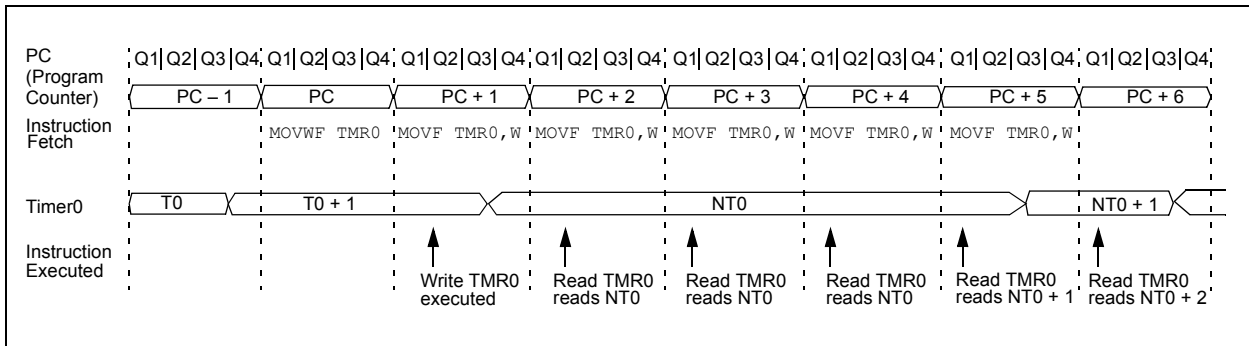 PC (Program Counter)
Q1 Q2 Q3 Q4 Q1 Q2 Q3 Q4 Q1 Q2 Q3 Q4 Q1 Q2 Q3 Q4 Q1 Q2 Q3 Q4 Q1 Q2 Q3 Q4 Q1 Q2 Q3 Q4 Q1 Q2 Q3 Q4
PC – 1 PC PC + 1 PC + 2 PC + 3 PC + 4 PC + 5 PC + 6
Instruction Fetch
MOVWF TMR0 MOVF TMR0,W MOVF TMR0,W MOVF TMR0,W MOVF TMR0,W MOVF TMR0,W
Timer0
T0 T0 + 1 NT0 NT0 + 1
Instruction Executed
Write TMR0 executed
Read TMR0 reads NT0
Read TMR0 reads NT0
Read TMR0 reads NT0
Read TMR0 reads NT0 + 1
Read TMR0 reads NT0 + 2